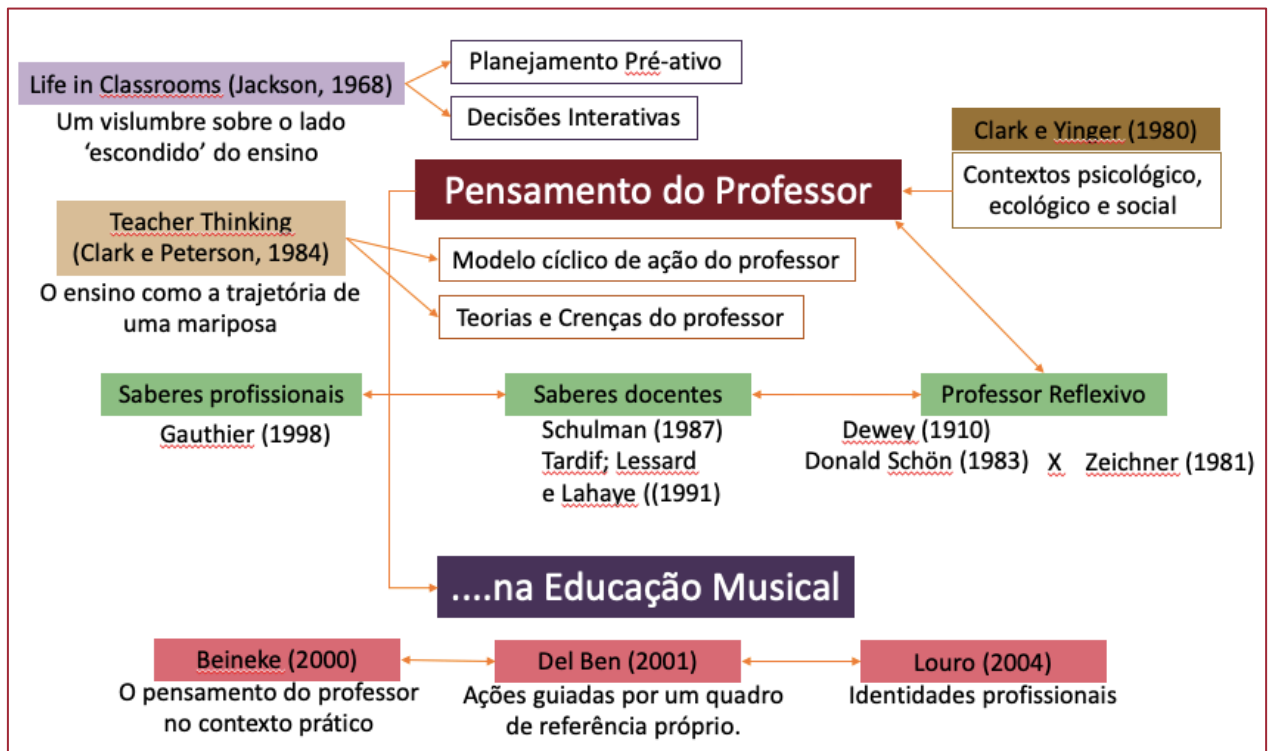 Life in Classrooms (Jackson, 1968)
Um vislumbre sobre o lado
‘escondido’ do ensino
Planejamento Pré-ativo
Decisões Interativas
Clark e Yinger (1980)
Contextos psicológico,
ecológico e social
Pensamento do Professor
Teacher Thinking
(Clark e Peterson, 1984)
O ensino como a trajetória de
uma mariposa
Modelo cíclico de ação do professor
Teorias e Crenças do professor
Saberes profissionais
Gauthier (1998)
Saberes docentes
Schulman (1987)
Tardif; Lessard
e Lahaye ((1991)
Professor Reflexivo
Dewey (1910)
Donald Schön (1983) X Zeichner (1981)
....na Educação Musical
Beineke (2000)
O pensamento do professor
no contexto prático
Del Ben (2001)
Ações guiadas por um quadro
de referência próprio.
Louro (2004)
Identidades profissionais